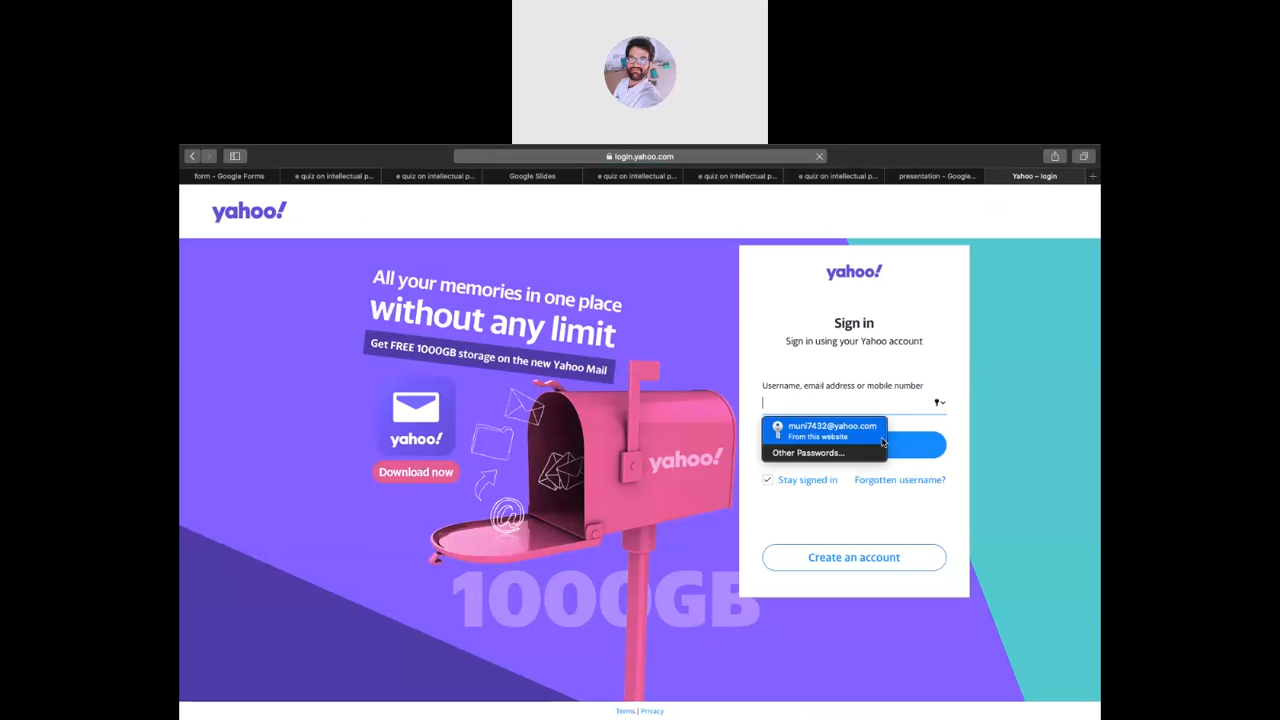 login.yahoo.com
form - Google Forms
e quiz on intellectual p...
e quiz on intellectual p...
Google Slides
e quiz on intellectual p...
e quiz on intellectual p...
e quiz on intellectual p...
presentation - Google...
Yahoo – login
yahoo!
All your memories in one place
without any limit
Get FREE 1000GB storage on the new Yahoo Mail
yahoo!
Download now
yahoo!
@
1000GB
yahoo!
Sign in
Sign in using your Yahoo account
Username, email address or mobile number
muni7432@yahoo.com
From this website
Other Passwords...
Stay signed in
Forgotten username?
Create an account
Terms | Privacy